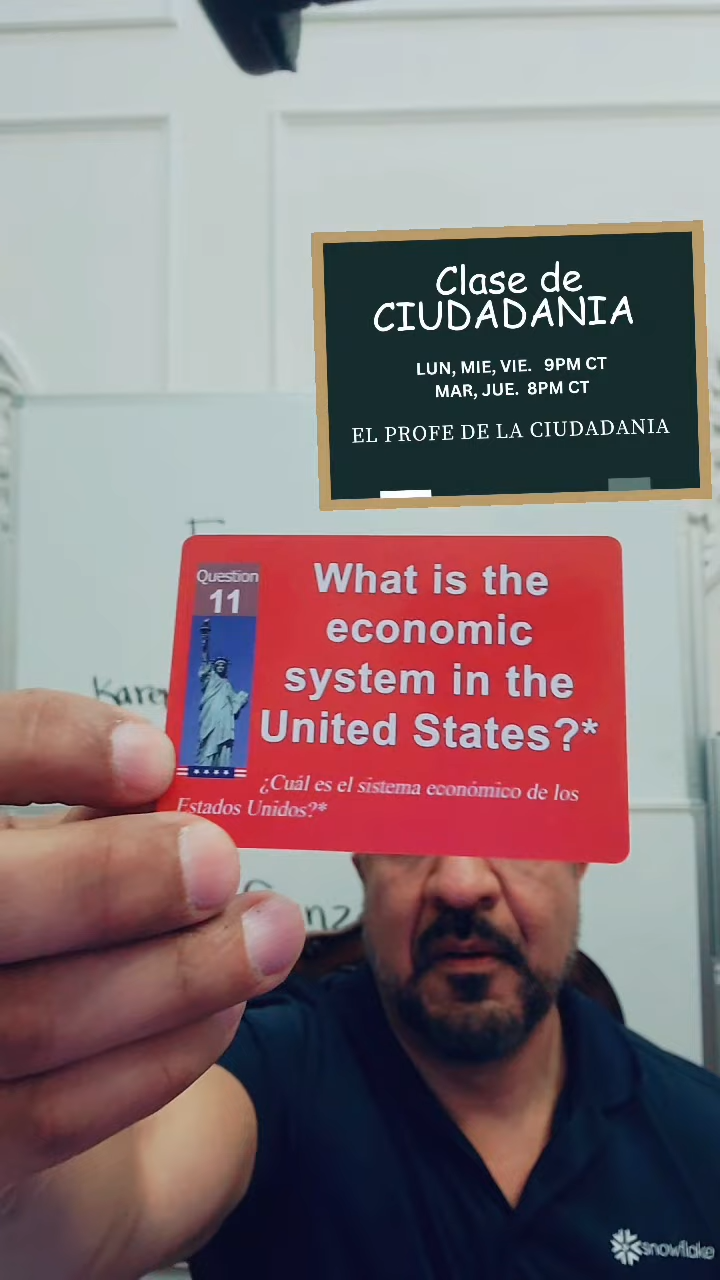 Clase de
CIUDADANIA
LUN, MIE, VIE. 9PM CT
MAR, JUE. 8PM CT
EL PROFE DE LA CIUDADANIA
Question
11
What is the
economic
system in the
United States?*
¿Cuál es el sistema económico de los
Estados Unidos?*
snowflake